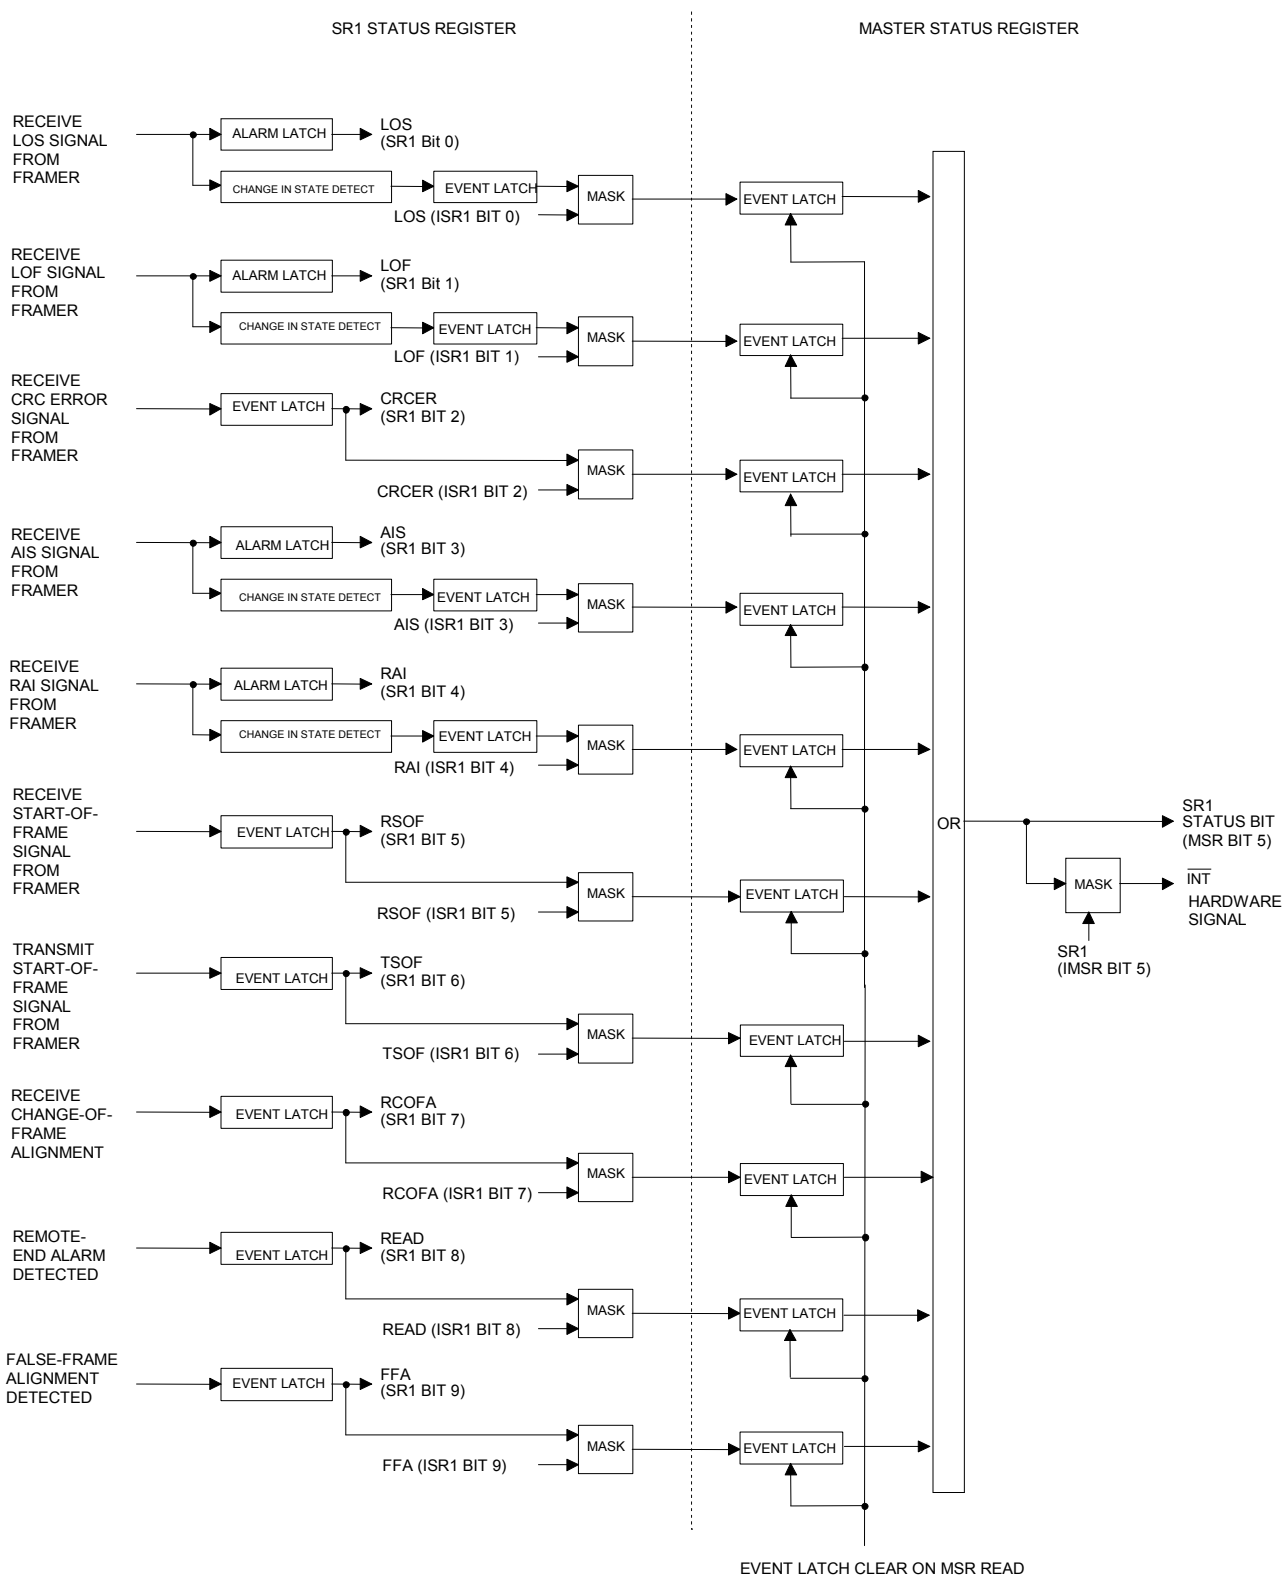 SR1 STATUS REGISTER
MASTER STATUS REGISTER
RECEIVE
LOS SIGNAL
FROM
FRAMER
ALARM LATCH
LOS
(SR1 Bit 0)
CHANGE IN STATE DETECT
EVENT LATCH
LOS (ISR1 BIT 0)
MASK
EVENT LATCH
RECEIVE
LOF SIGNAL
FROM
FRAMER
ALARM LATCH
LOF
(SR1 Bit 1)
CHANGE IN STATE DETECT
EVENT LATCH
LOF (ISR1 BIT 1)
MASK
EVENT LATCH
RECEIVE
CRC ERROR
SIGNAL
FROM
FRAMER
EVENT LATCH
CRCER
(SR1 BIT 2)
CRCER (ISR1 BIT 2)
MASK
EVENT LATCH
RECEIVE
AIS SIGNAL
FROM
FRAMER
ALARM LATCH
AIS
(SR1 BIT 3)
CHANGE IN STATE DETECT
EVENT LATCH
AIS (ISR1 BIT 3)
MASK
EVENT LATCH
RECEIVE
RAI SIGNAL
FROM
FRAMER
ALARM LATCH
RAI
(SR1 BIT 4)
CHANGE IN STATE DETECT
EVENT LATCH
RAI (ISR1 BIT 4)
MASK
EVENT LATCH
RECEIVE
START-OF-
FRAME
SIGNAL
FROM
FRAMER
EVENT LATCH
RSOF
(SR1 BIT 5)
RSOF (ISR1 BIT 5)
MASK
EVENT LATCH
OR
SR1
STATUS BIT
(MSR BIT 5)
MASK
INT
HARDWARE
SIGNAL
SR1
(IMSR BIT 5)
TRANSMIT
START-OF-
FRAME
SIGNAL
FROM
FRAMER
EVENT LATCH
TSOF
(SR1 BIT 6)
TSOF (ISR1 BIT 6)
MASK
EVENT LATCH
RECEIVE
CHANGE-OF-
FRAME
ALIGNMENT
EVENT LATCH
RCOFA
(SR1 BIT 7)
RCOFA (ISR1 BIT 7)
MASK
EVENT LATCH
REMOTE-
END ALARM
DETECTED
EVENT LATCH
READ
(SR1 BIT 8)
READ (ISR1 BIT 8)
MASK
EVENT LATCH
FALSE-FRAME
ALIGNMENT
DETECTED
EVENT LATCH
FFA
(SR1 BIT 9)
FFA (ISR1 BIT 9)
MASK
EVENT LATCH
EVENT LATCH CLEAR ON MSR READ